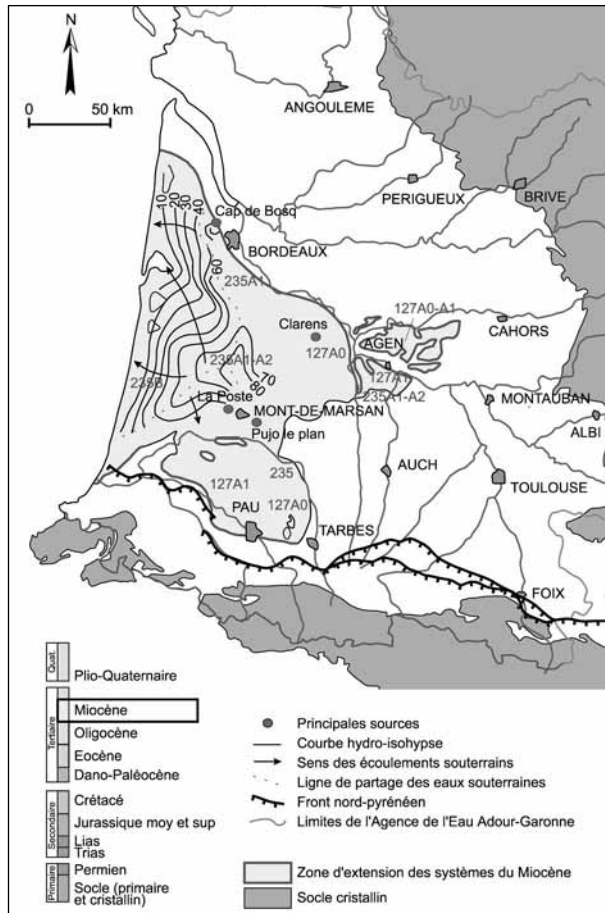 N
0 50 km
ANGOULEME
PERIGUEUX
BRIVE
10
20
30
40
Cap de Bosq
BORDEAUX
60
235A1
127A0-A1
Clarens
AGEN
CAHORS
127A0
235A1-A2
70
80
127A1
235A1-A2
MONTAUBAN
235B
La Poste
MONT-DE-MARSAN
ALBI
Pujo le plan
235
AUCH
TOULOUSE
127A1
127A0
PAU
TARBES
FOIX
Quat.
Plio-Quaternaire
Tertiaire
Miocène
Oligocène
Eocène
Dano-Paléocène
Secondaire
Crétacé
Jurassique moy et sup
Lias
Trias
Primaire
Permien
Socle (primaire
et cristallin)
Principales sources
Courbe hydro-isohypse
Sens des écoulements souterrains
Ligne de partage des eaux souterraines
Front nord-pyrénéen
Limites de l'Agence de l'Eau Adour-Garonne
Zone d'extension des systèmes du Miocène
Socle cristallin